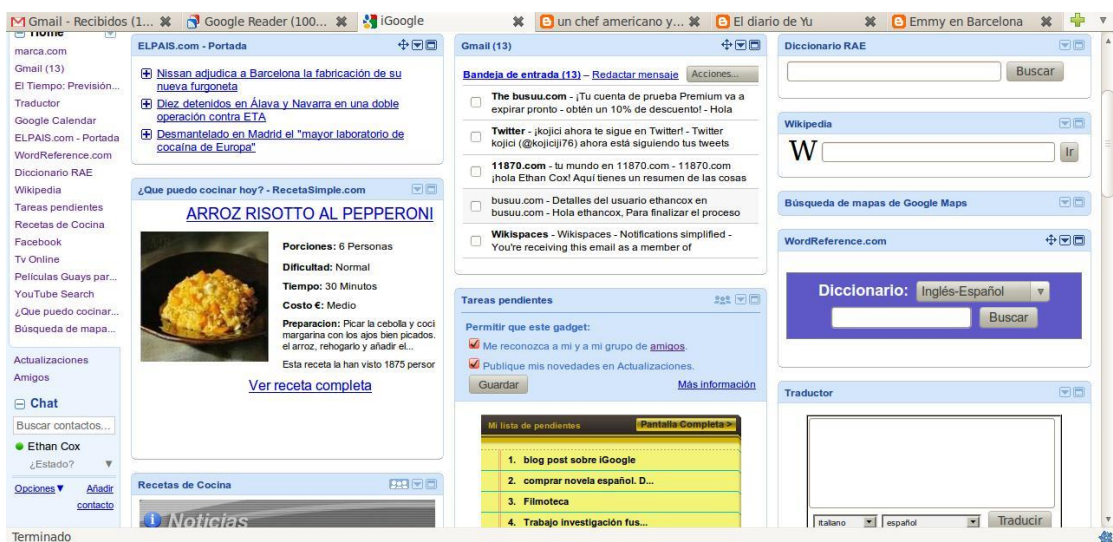 Gmail - Recibidos (1...
Google Reader (100...
iGoogle
un chef americano y...
El diario de Yu
Emmy en Barcelona
Home
marca.com
Gmail (13)
El Tiempo: Previsión...
Traductor
Google Calendar
ELPAIS.com - Portada
WordReference.com
Diccionario RAE
Wikipedia
Tareas pendientes
Recetas de Cocina
Facebook
Tv Online
Películas Guays par...
YouTube Search
¿Que puedo cocinar...
Búsqueda de mapa...
Actualizaciones
Amigos
Chat
Buscar contactos...
Ethan Cox
¿Estado?
Opciones
Añadir
contacto
ELPAIS.com - Portada
Nissan adjudica a Barcelona la fabricación de su
nueva furgoneta
Diez detenidos en Álava y Navarra en una doble
operación contra ETA
Desmantelado en Madrid el "mayor laboratorio de
cocaína de Europa"
¿Que puedo cocinar hoy? - RecetaSimple.com
ARROZ RISOTTO AL PEPPERONI
Porciones: 6 Personas
Dificultad: Normal
Tiempo: 30 Minutos
Costo €: Medio
Preparacion: Picar la cebolla y coci
margarina con los ajos bien picados.
el arroz, rehogarlo y añadir el...
Esta receta la han visto 1875 persor
Ver receta completa
Recetas de Cocina
Noticias
Gmail (13)
Bandeja de entrada (13) – Redactar mensaje
Acciones...
The busuu.com - ¡Tu cuenta de prueba Premium va a
expirar pronto - obtén un 10% de descuento! - Hola
Twitter - ¡kojici ahora te sigue en Twitter! - Twitter
kojici (@kojiciji76) ahora está siguiendo tus tweets
11870.com - tu mundo en 11870.com - 11870.com
¡hola Ethan Cox! Aquí tienes un resumen de las cosas
busuu.com - Detalles del usuario ethancox en
busuu.com - Hola ethancox, Para finalizar el proceso
Wikispaces - Wikispaces - Notifications simplified -
You're receiving this email as a member of
Tareas pendientes
Permitir que este gadget:
Me reconozca a mi y a mi grupo de amigos.
Publique mis novedades en Actualizaciones.
Guardar
Más información
Mi lista de pendientes
Pantalla Completa >
1. blog post sobre iGoogle
2. comprar novela español. D...
3. Filmoteca
4. Trabajo investigación fus...
Diccionario RAE
Buscar
Wikipedia
W
Ir
Búsqueda de mapas de Google Maps
WordReference.com
Diccionario: Inglés-Español
Buscar
Traductor
italiano
español
Traducir
Terminado